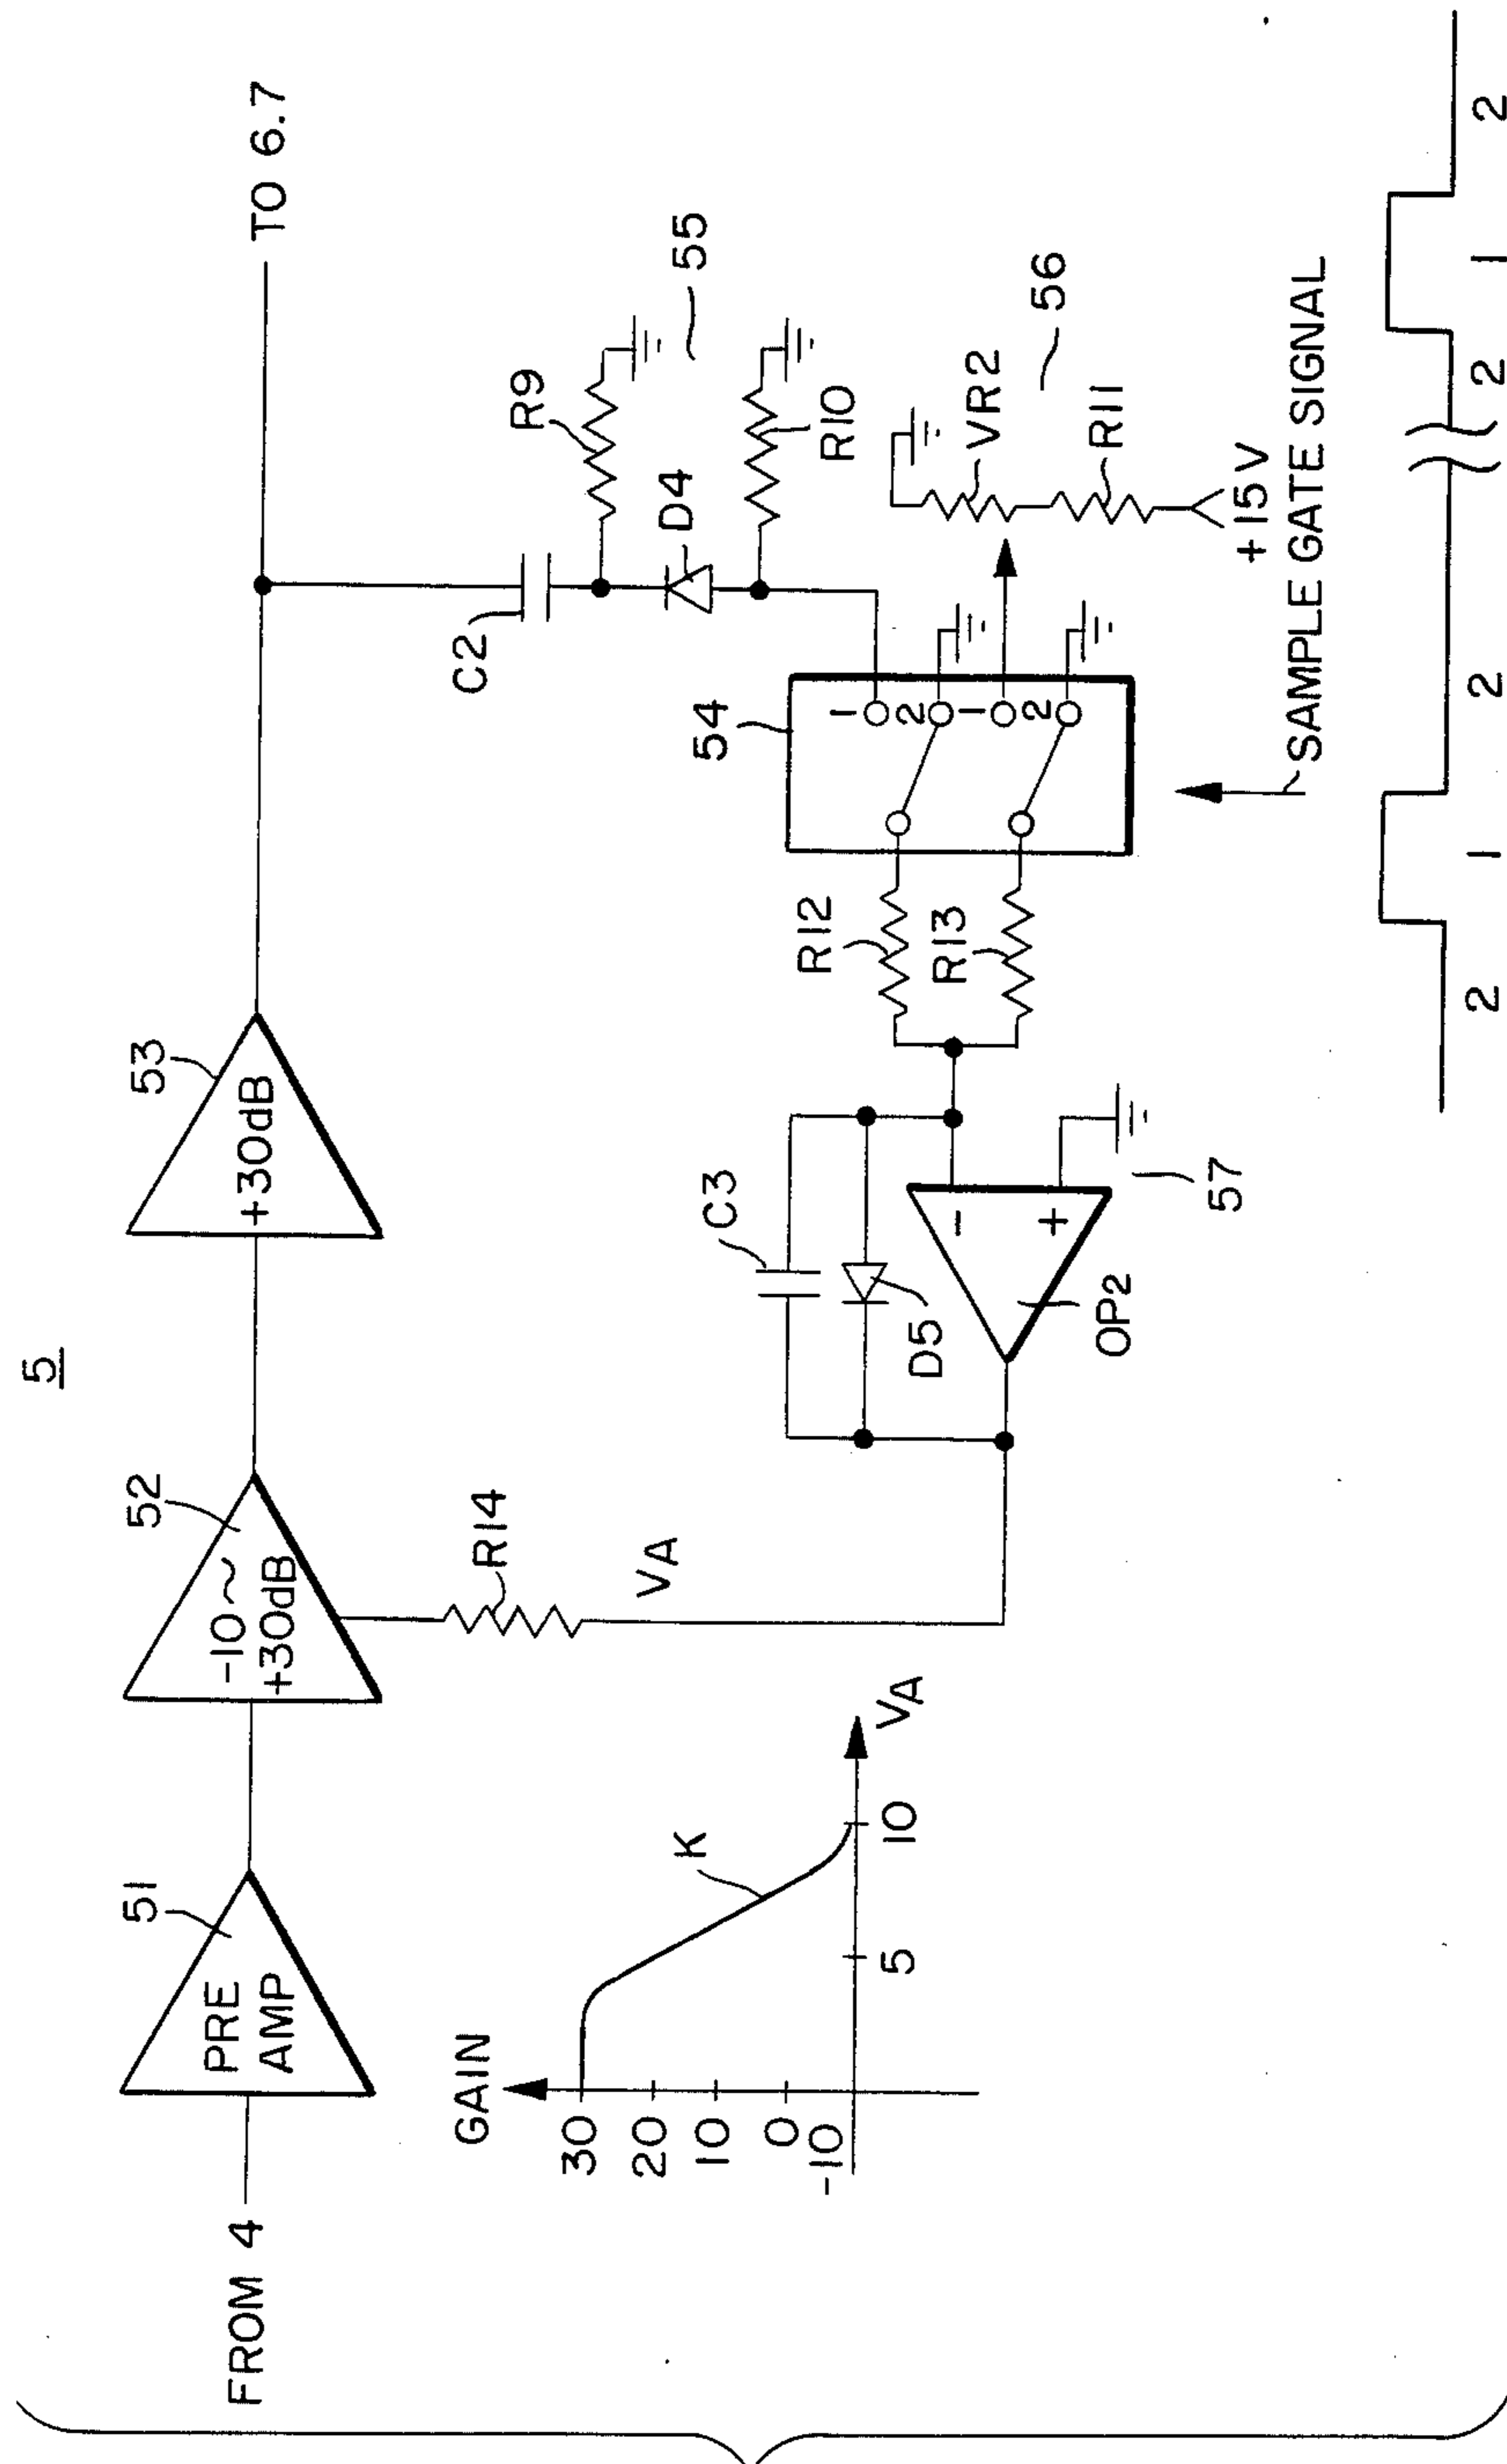 5
FROM 4
PRE
AMP
51
-10~
+30dB
52
+30dB
53
TO 6.7
GAIN
30
20
10
0
-10
K
5
10
VA
R14
VA
C3
D5
OP2
-
+
57
R12
R13
54
1
2
1
2
C2
R9
D4
R10
55
VR2
R11
56
+15V
SAMPLE GATE SIGNAL
2
1
2
2
1
2